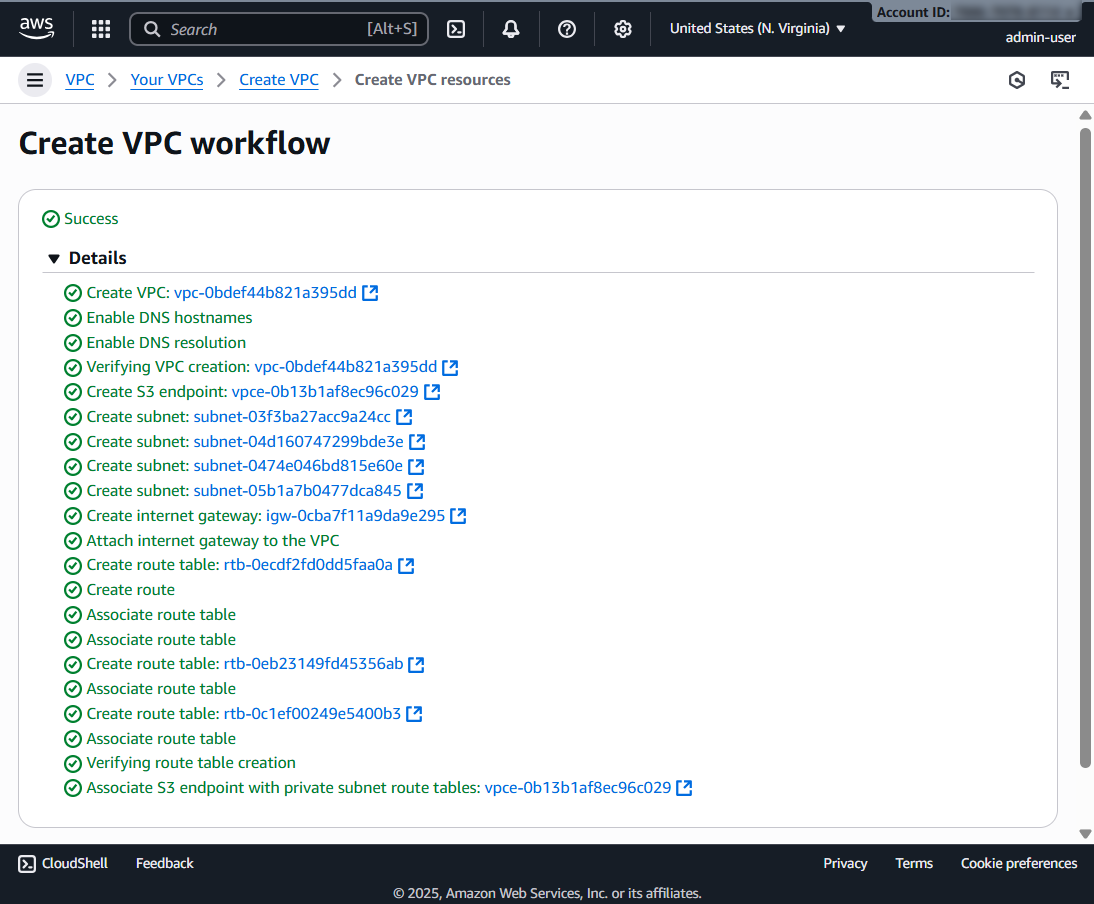 aws
Search [Alt+S]
United States (N. Virginia)
Account ID:
admin-user
VPC
Your VPCs
Create VPC
Create VPC resources
Create VPC workflow
Success
Details
Create VPC: vpc-0bdef44b821a395dd
Enable DNS hostnames
Enable DNS resolution
Verifying VPC creation: vpc-0bdef44b821a395dd
Create S3 endpoint: vpce-0b13b1af8ec96c029
Create subnet: subnet-03f3ba27acc9a24cc
Create subnet: subnet-04d160747299bde3e
Create subnet: subnet-0474e046bd815e60e
Create subnet: subnet-05b1a7b0477dca845
Create internet gateway: igw-0cba7f11a9da9e295
Attach internet gateway to the VPC
Create route table: rtb-0ecdf2fd0dd5faa0a
Create route
Associate route table
Associate route table
Create route table: rtb-0eb23149fd45356ab
Associate route table
Create route table: rtb-0c1ef00249e5400b3
Associate route table
Verifying route table creation
Associate S3 endpoint with private subnet route tables: vpce-0b13b1af8ec96c029
CloudShell
Feedback
Privacy
Terms
Cookie preferences
© 2025, Amazon Web Services, Inc. or its affiliates.